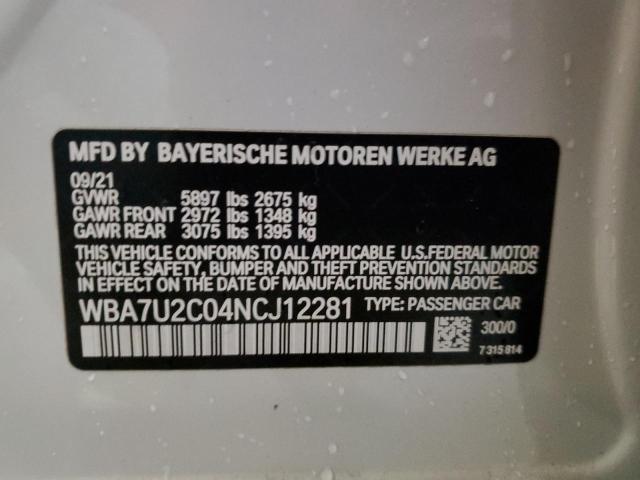 MFD BY BAYERISCHE MOTOREN WERKE AG
09/21
GVWR 5897 lbs 2675 kg
GAWR FRONT 2972 lbs 1348 kg
GAWR REAR 3075 lbs 1395 kg
THIS VEHICLE CONFORMS TO ALL APPLICABLE U.S.FEDERAL MOTOR
VEHICLE SAFETY, BUMPER AND THEFT PREVENTION STANDARDS
IN EFFECT ON THE DATE OF MANUFACTURE SHOWN ABOVE.
WBA7U2C04NCJ12281 TYPE: PASSENGER CAR
300/0
7315814